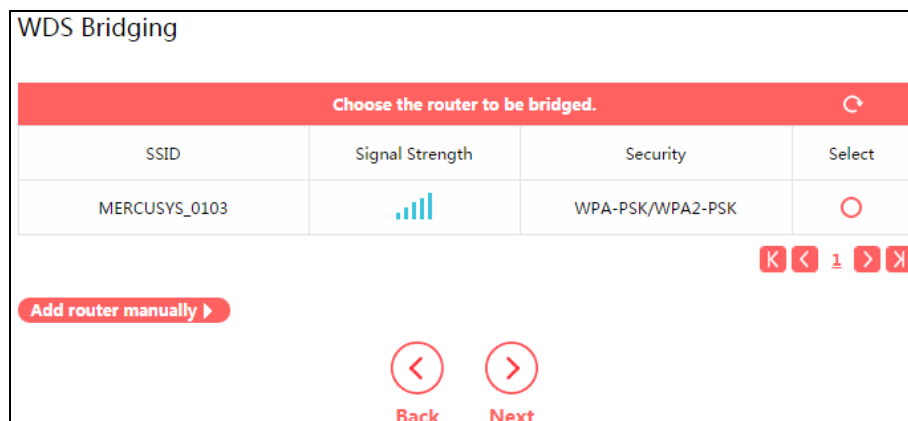 WDS Bridging
Choose the router to be bridged.
SSID Signal Strength Security Select
MERCUSYS_0103 WPA-PSK/WPA2-PSK
1
Add router manually
Back Next